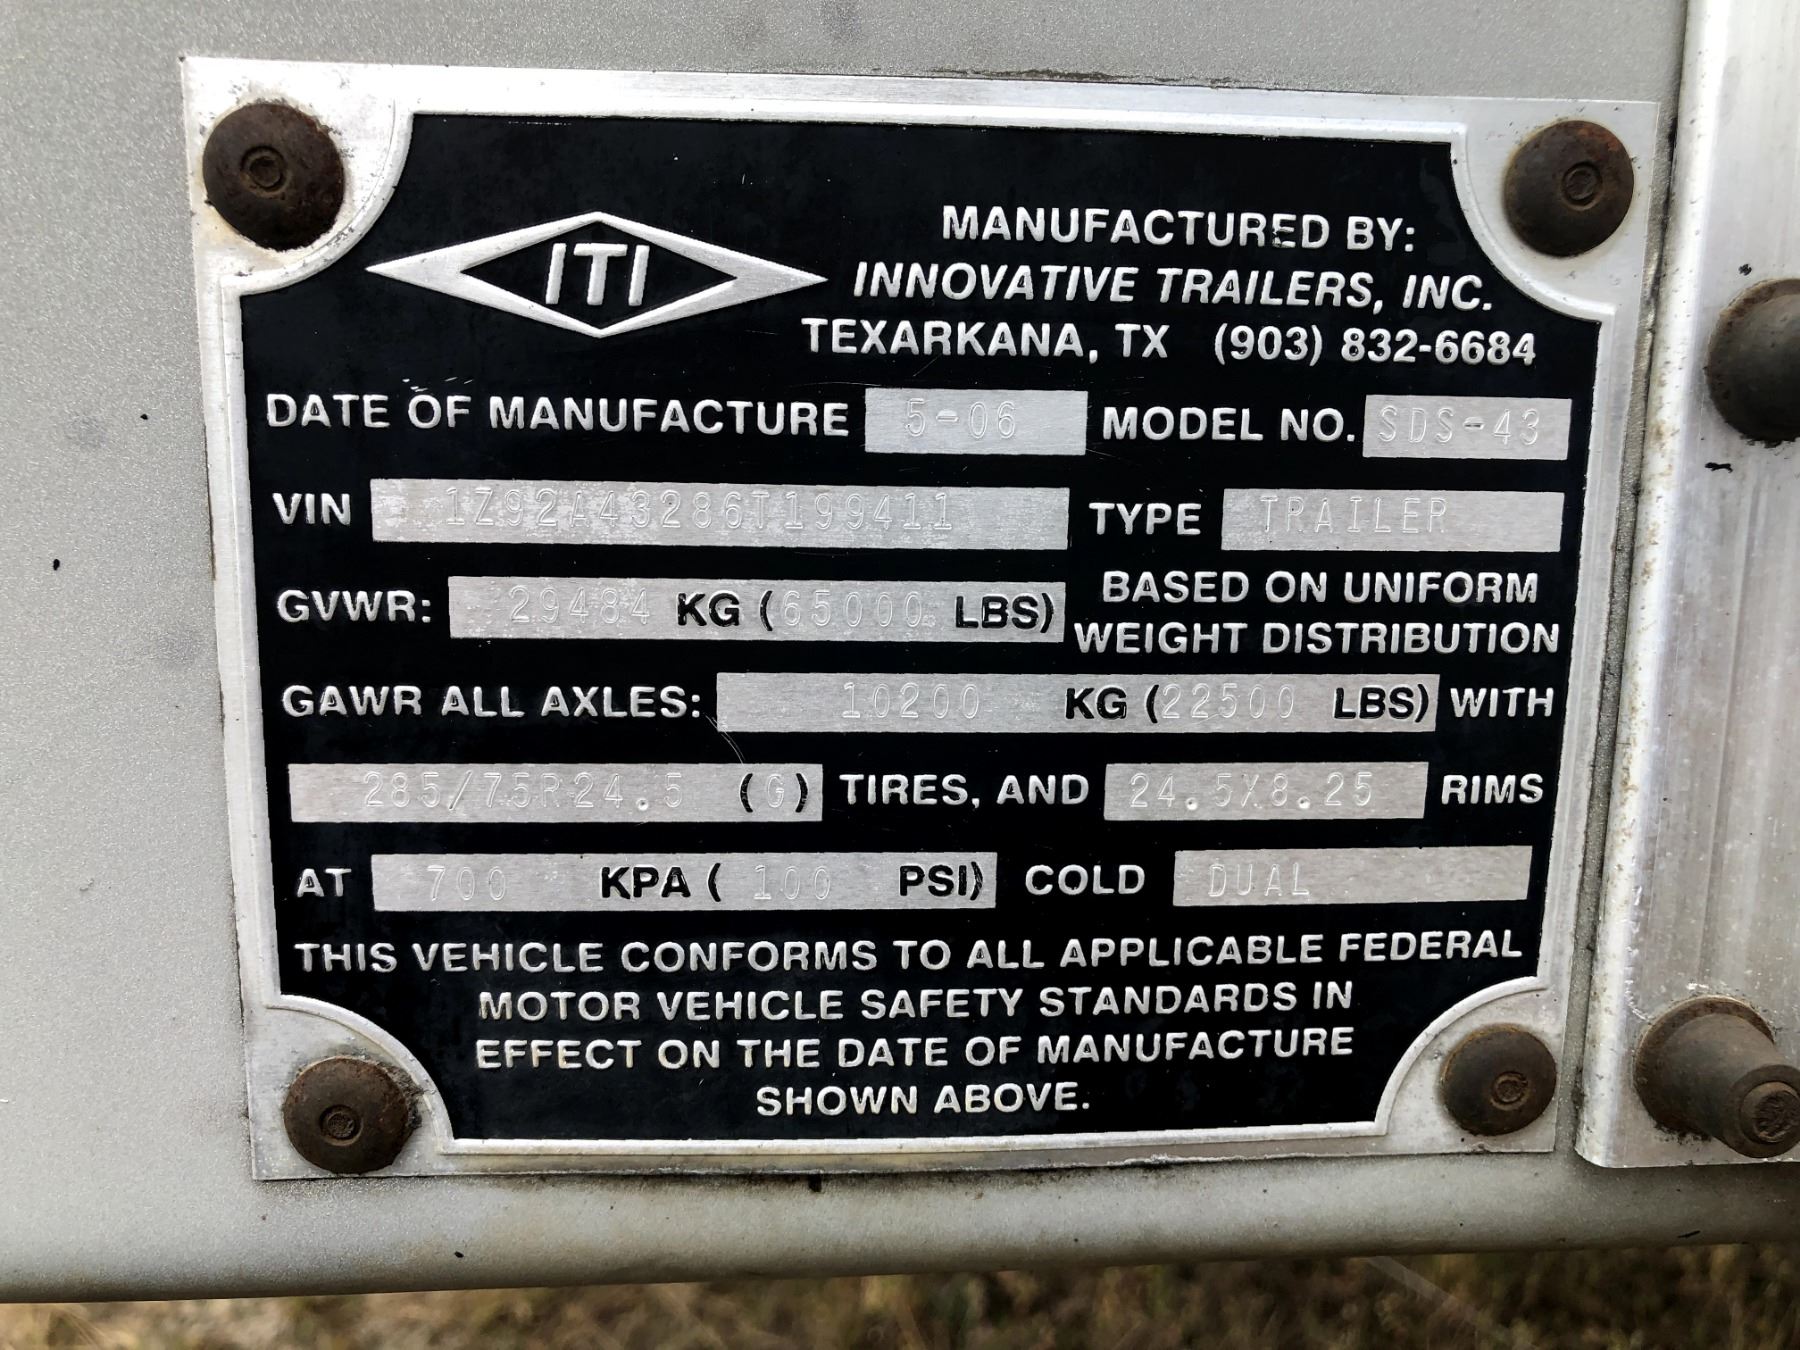 ITI
MANUFACTURED BY:
INNOVATIVE TRAILERS, INC.
TEXARKANA, TX (903) 832-6684
DATE OF MANUFACTURE 5-06 MODEL NO. SDS-43
VIN 1Z92A43286T199411 TYPE TRAILER
GVWR: 29484 KG (65000 LBS) BASED ON UNIFORM
WEIGHT DISTRIBUTION
GAWR ALL AXLES: 10200 KG (22500 LBS) WITH
285/75R24.5 (G) TIRES, AND 24.5X8.25 RIMS
AT 700 KPA (100 PSI) COLD DUAL
THIS VEHICLE CONFORMS TO ALL APPLICABLE FEDERAL
MOTOR VEHICLE SAFETY STANDARDS IN
EFFECT ON THE DATE OF MANUFACTURE
SHOWN ABOVE.